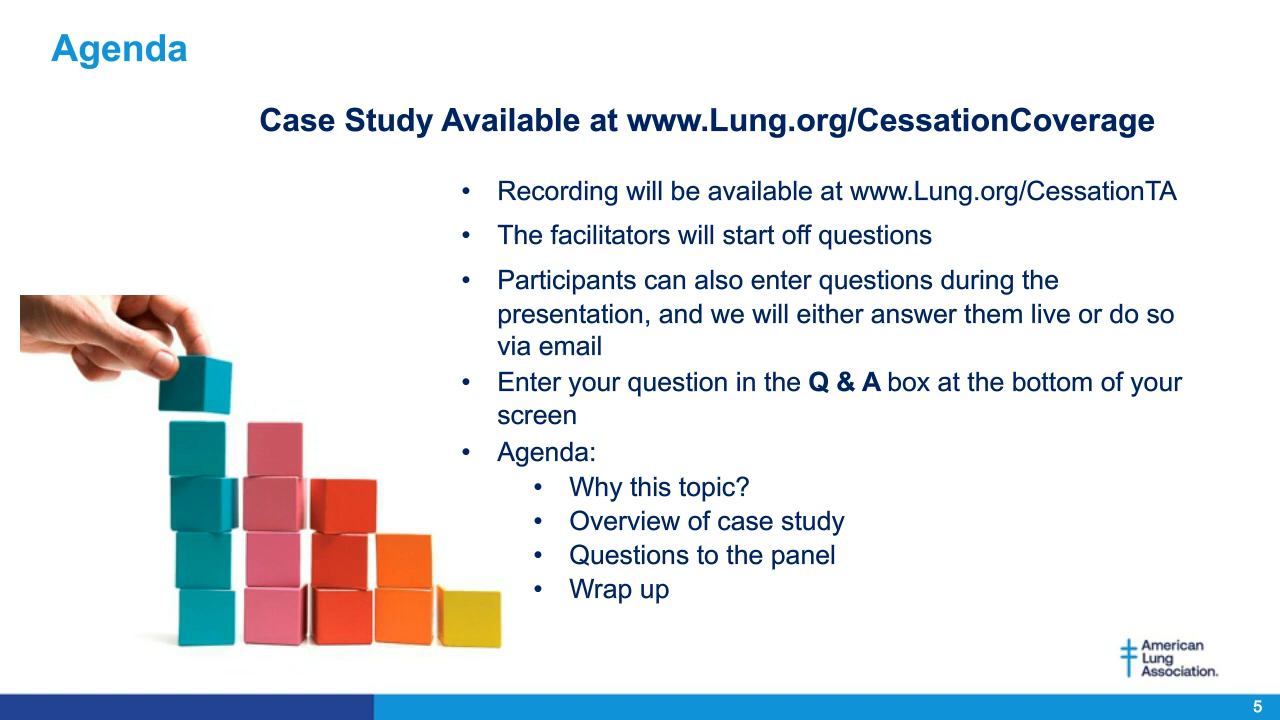 Agenda
Case Study Available at www.Lung.org/CessationCoverage
• Recording will be available at www.Lung.org/CessationTA
• The facilitators will start off questions
• Participants can also enter questions during the
presentation, and we will either answer them live or do so
via email
• Enter your question in the Q & A box at the bottom of your
screen
• Agenda:
• Why this topic?
• Overview of case study
• Questions to the panel
• Wrap up
American
Lung
Association.
5